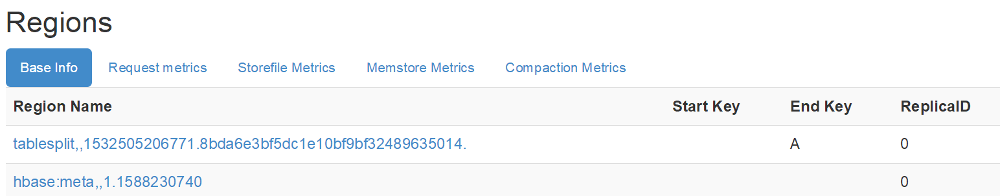 Regions
Base Info Request metrics Storefile Metrics Memstore Metrics Compaction Metrics
Region Name Start Key End Key ReplicaID
tablesplit,,1532505206771.8bda6e3bf5dc1e10bf9bf32489635014. A 0
hbase:meta,,1.1588230740 0